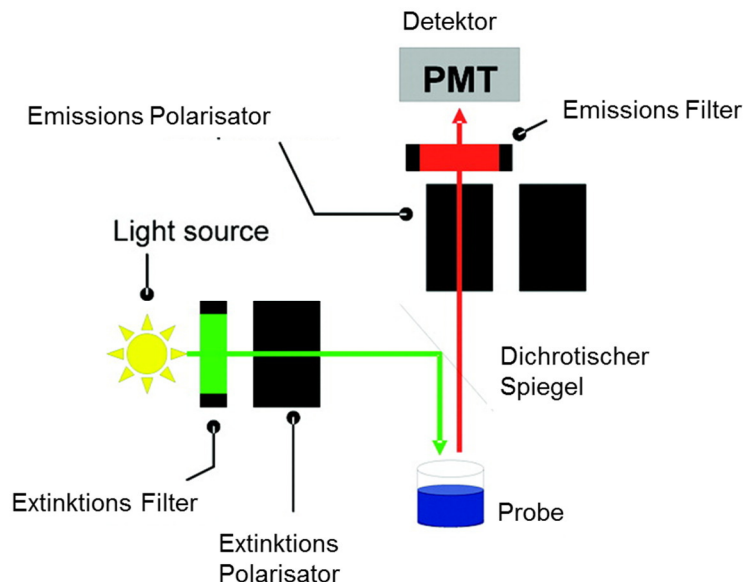 Detektor
PMT
Emissions Polarisator
Emissions Filter
Light source
Dichrotischer
Spiegel
Extinktions Filter
Probe
Extinktions
Polarisator